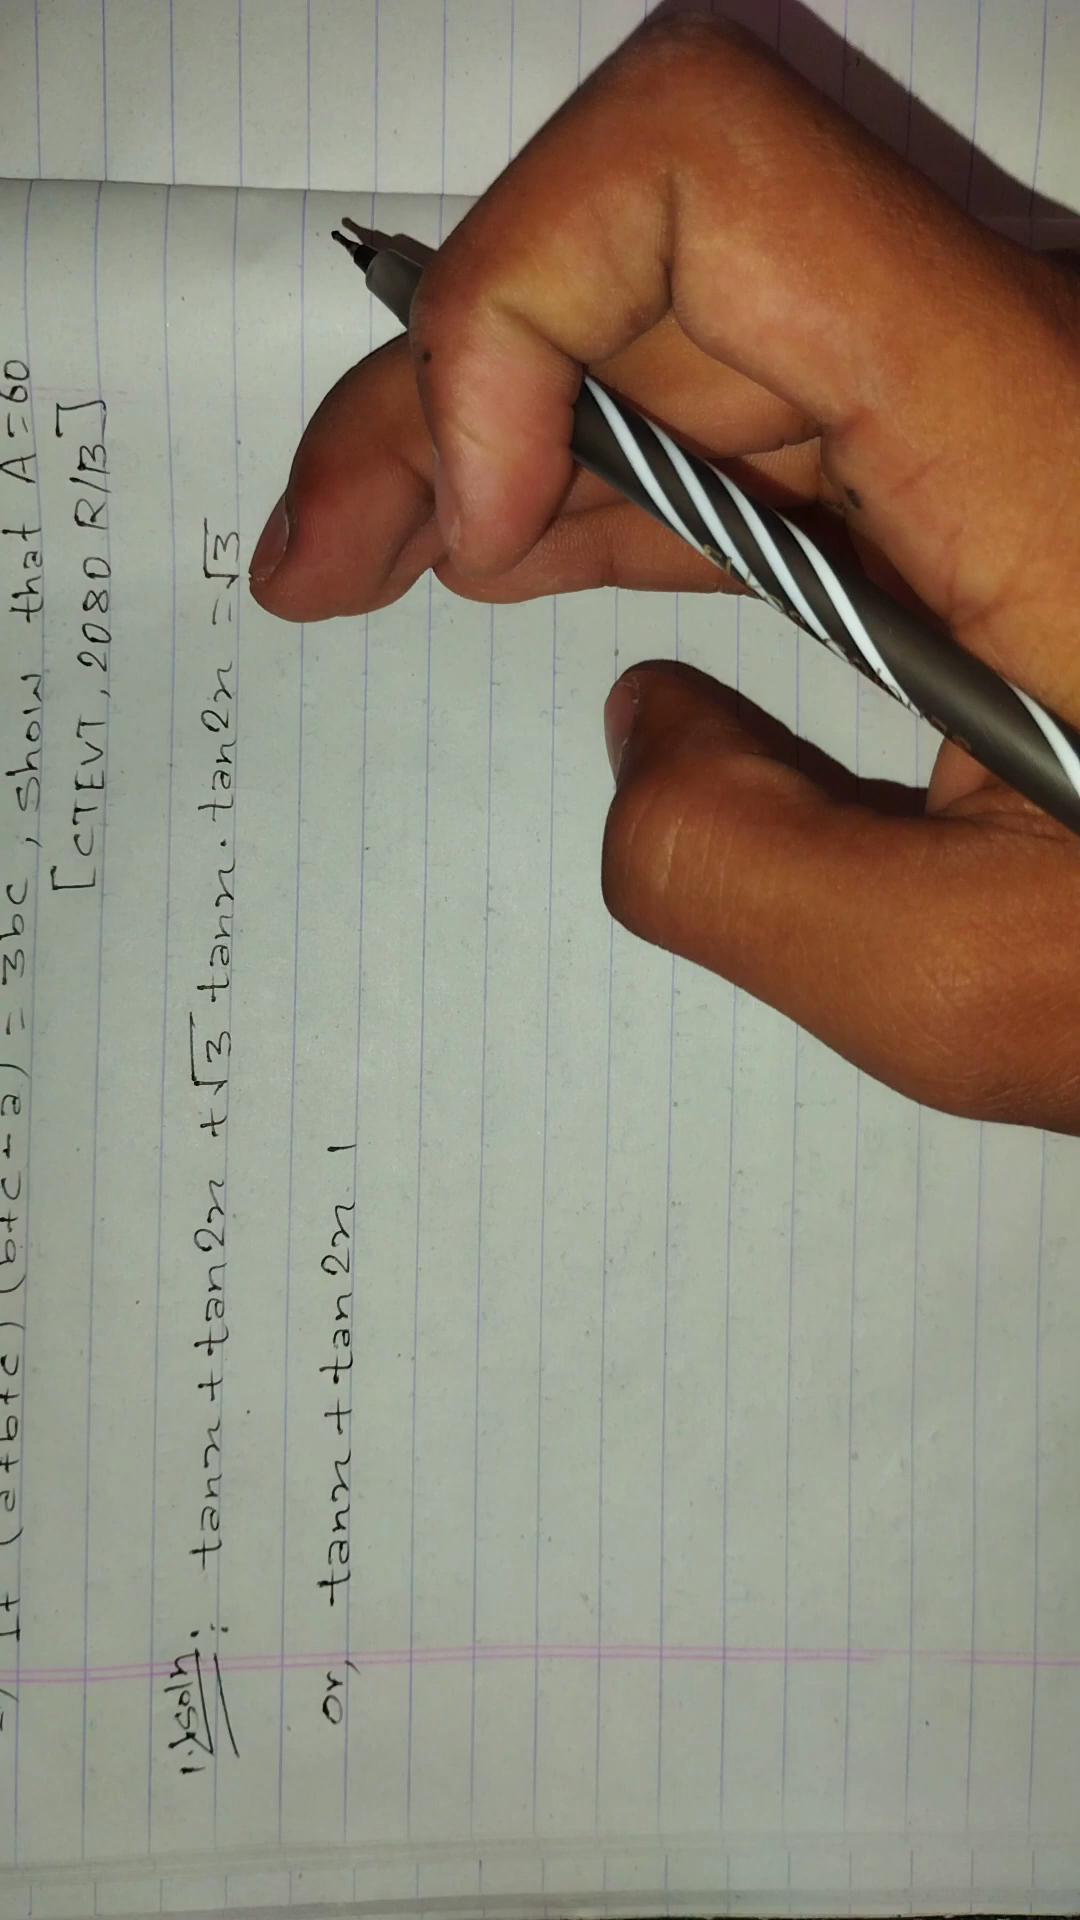 => If (a+b+c) (b+c-a) = 3bc, show that A=60
[CTEVT, 2080 R/B]
1.> soln: tanx + tan2x + √3 tanx . tan2x = √3
or, tanx + tan2x